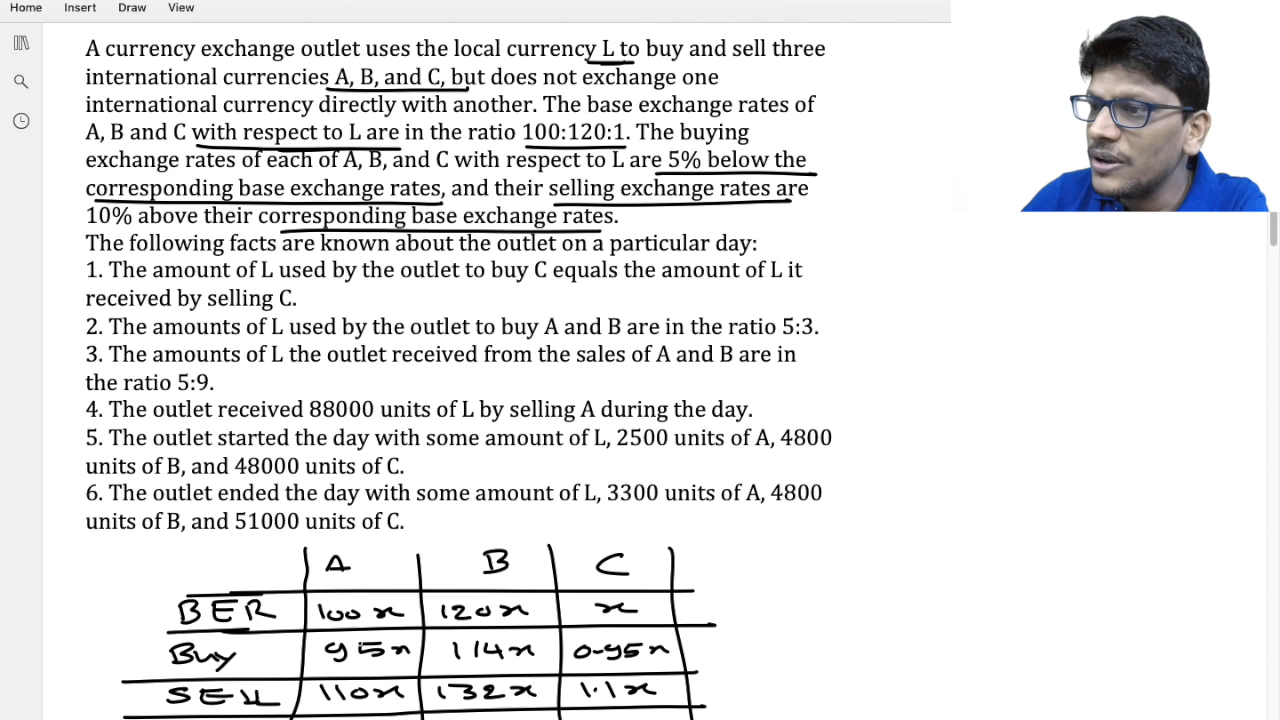 Home Insert Draw View
A currency exchange outlet uses the local currency L to buy and sell three
international currencies A, B, and C, but does not exchange one
international currency directly with another. The base exchange rates of
A, B and C with respect to L are in the ratio 100:120:1. The buying
exchange rates of each of A, B, and C with respect to L are 5% below the
corresponding base exchange rates, and their selling exchange rates are
10% above their corresponding base exchange rates.
The following facts are known about the outlet on a particular day:
1. The amount of L used by the outlet to buy C equals the amount of L it
received by selling C.
2. The amounts of L used by the outlet to buy A and B are in the ratio 5:3.
3. The amounts of L the outlet received from the sales of A and B are in
the ratio 5:9.
4. The outlet received 88000 units of L by selling A during the day.
5. The outlet started the day with some amount of L, 2500 units of A, 4800
units of B, and 48000 units of C.
6. The outlet ended the day with some amount of L, 3300 units of A, 4800
units of B, and 51000 units of C.
A B C
BER 100x 120x x
Buy 95x 114x 0.95x
SELL 110x 132x 1.1x